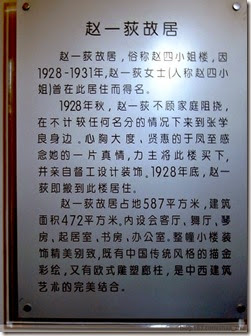 赵一荻故居
赵一荻故居，俗称赵四小姐楼，因
1928-1931年，赵一荻女士(人称赵四小
姐)曾在此居住而得名。
1928年秋，赵一荻不顾家庭阻挠，
在不计较任何名分的情况下来到张学
良身边。心胸大度、贤惠的于凤至感
念她的一片真情，力主将此楼买下，
并亲自督工设计装饰。1928年底，赵
一荻即搬到此楼居住。
赵一荻故居占地587平方米，建筑
面积472平方米，内设会客厅、舞厅、琴
房、起居室、书房、办公室。整幢小楼装
饰精美别致，既有中国传统风格的描金
彩绘，又有欧式雕塑廊柱，是中西建筑
艺术的完美结合。